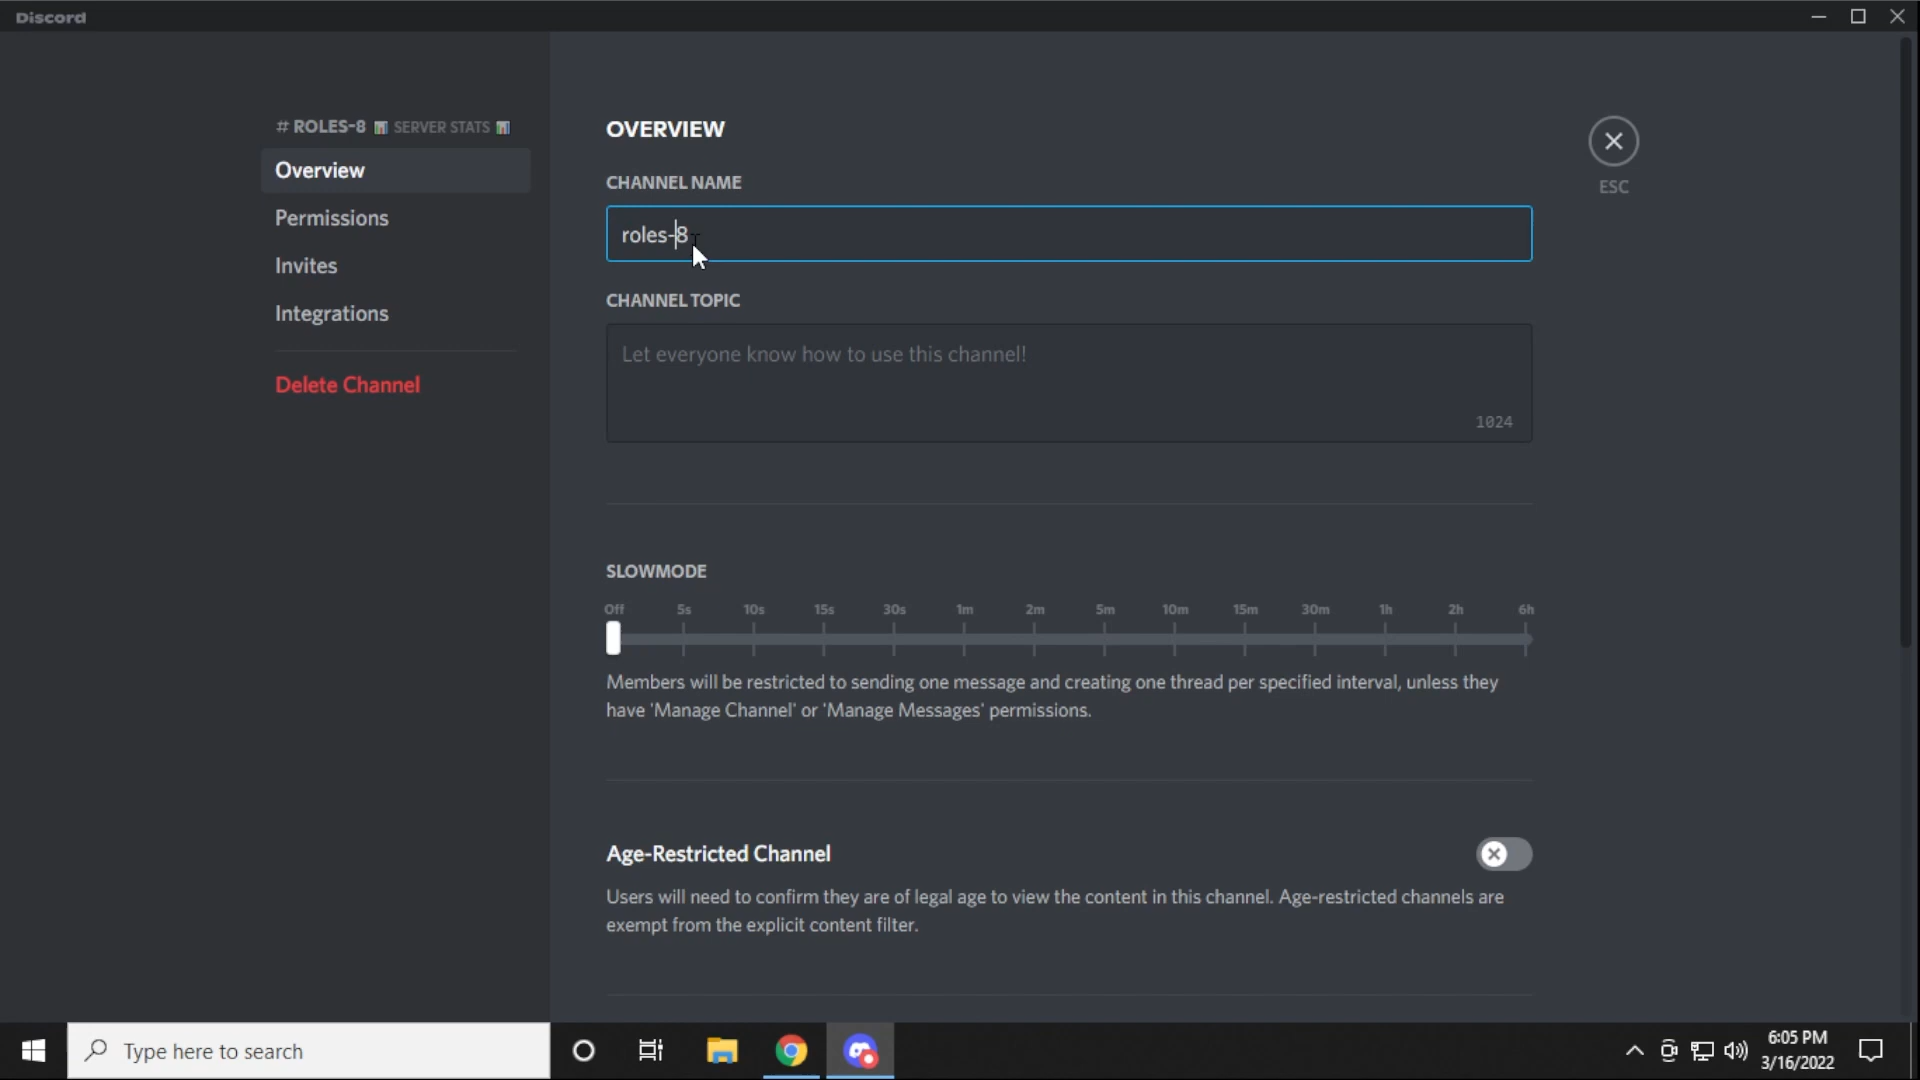 Discord
# ROLES-8 SERVER STATS
Overview
Permissions
Invites
Integrations
Delete Channel
OVERVIEW
CHANNEL NAME
roles-8
CHANNEL TOPIC
Let everyone know how to use this channel!
1024
ESC
SLOWMODE
Off 5s 10s 15s 30s 1m 2m 5m 10m 15m 30m 1h 2h 6h
Members will be restricted to sending one message and creating one thread per specified interval, unless they
have 'Manage Channel' or 'Manage Messages' permissions.
Age-Restricted Channel
Users will need to confirm they are of legal age to view the content in this channel. Age-restricted channels are
exempt from the explicit content filter.
Type here to search
6:05 PM
3/16/2022